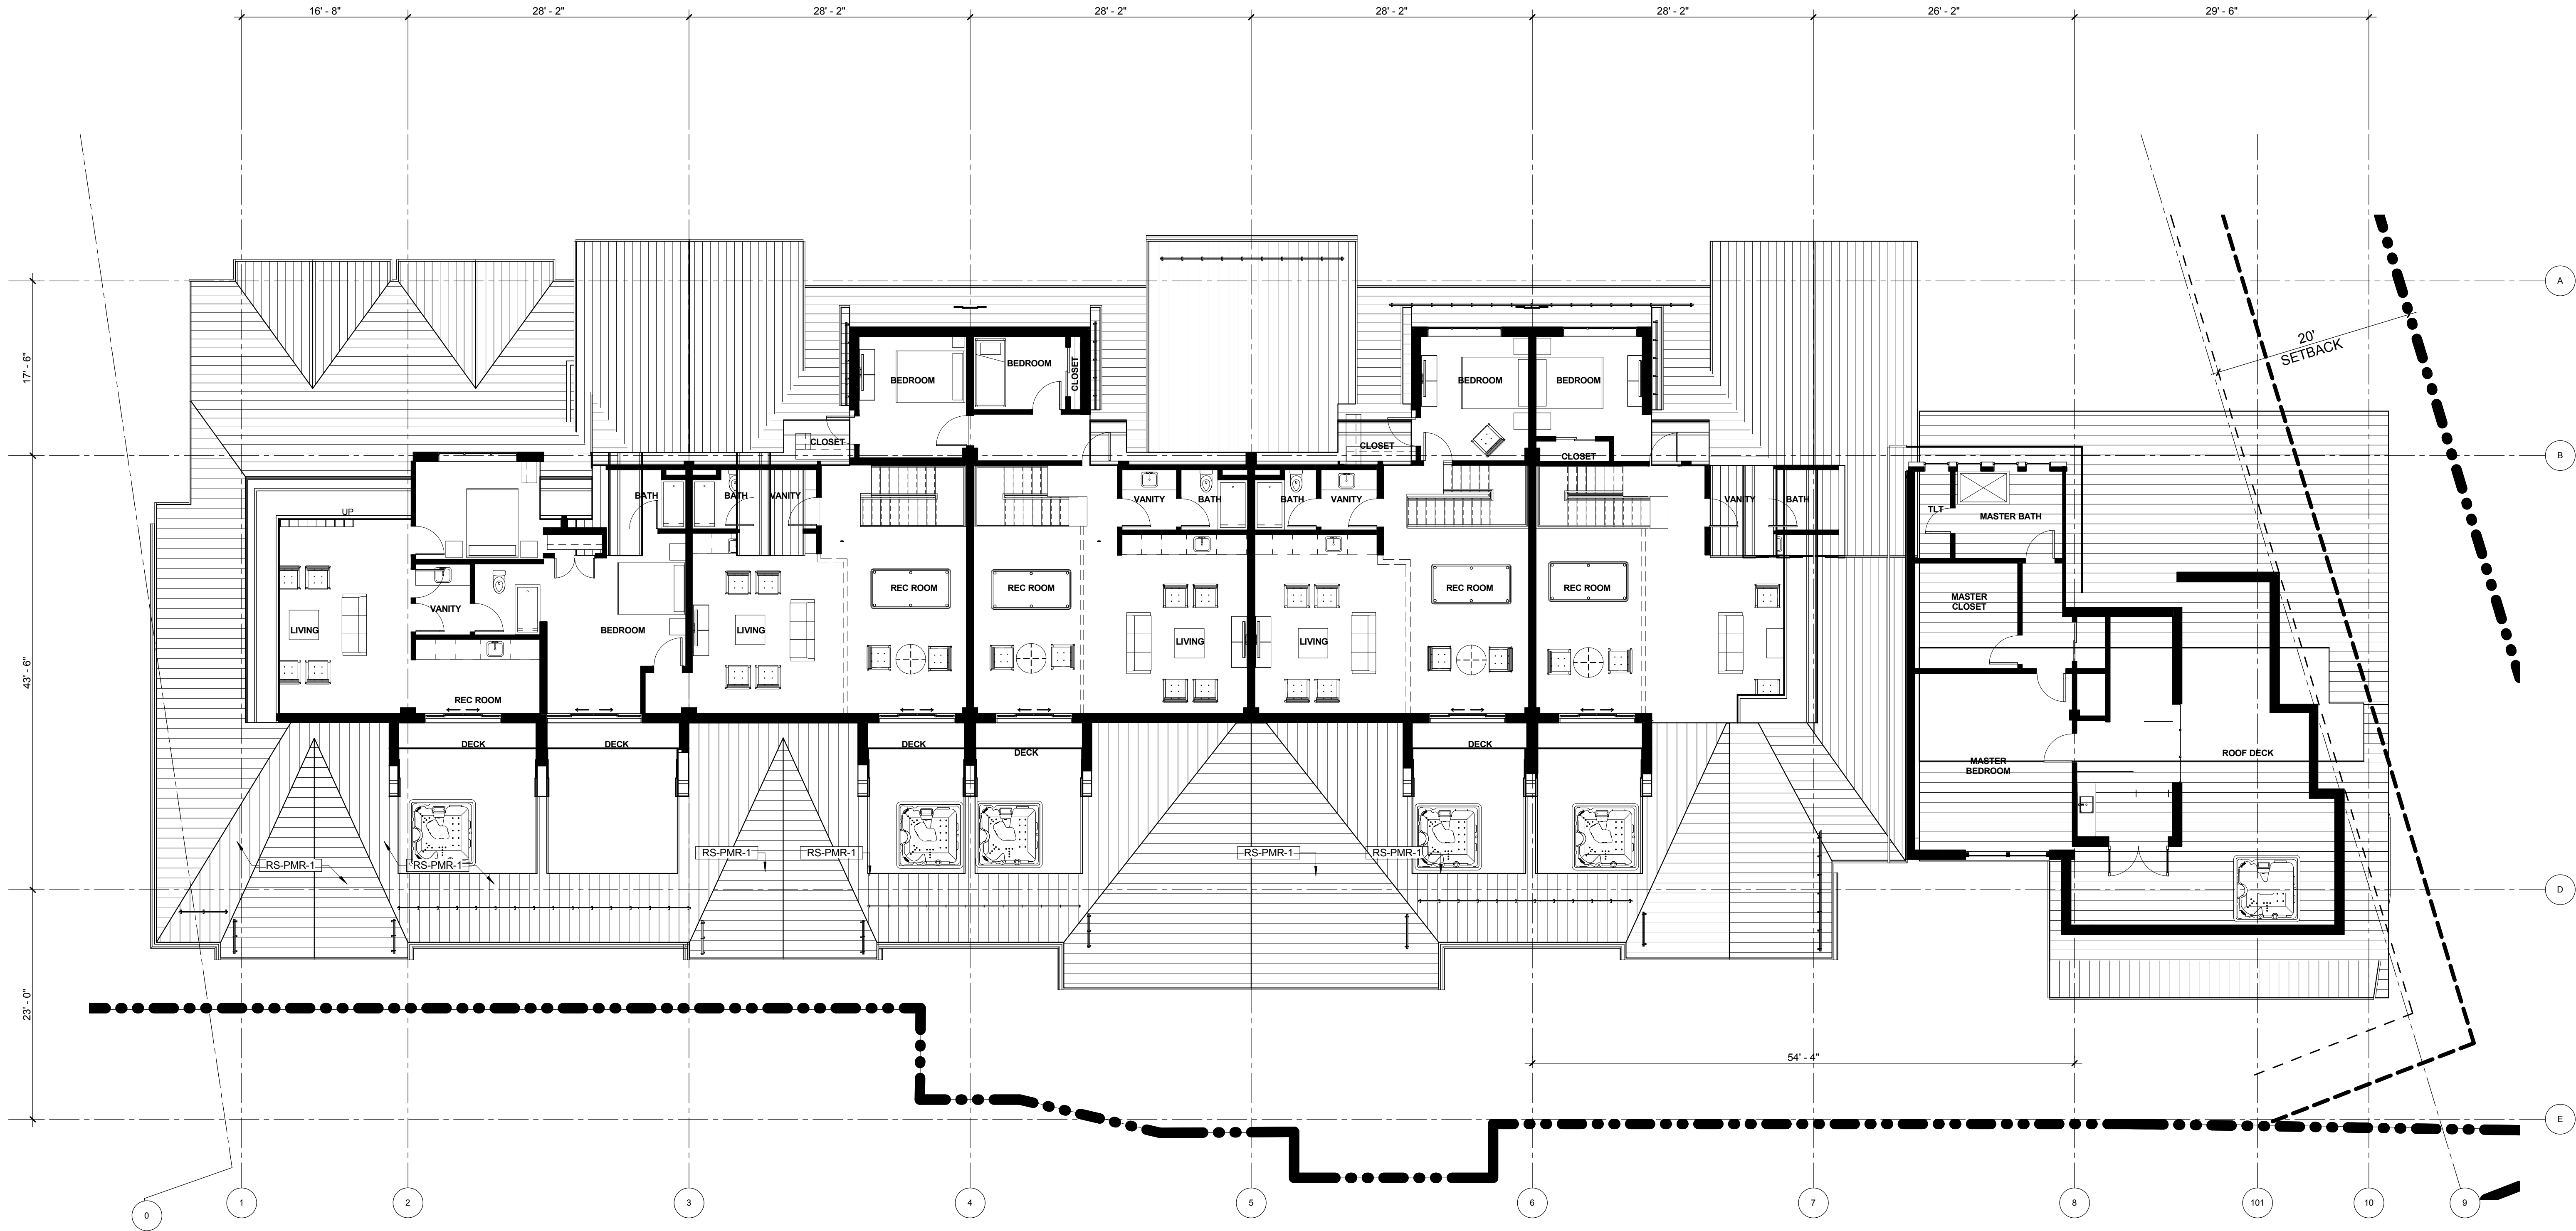 16' - 8"
28' - 2"
28' - 2"
28' - 2"
28' - 2"
28' - 2"
26' - 2"
29' - 6"
A
20'
SETBACK
17' - 6"
BEDROOM
BEDROOM
CLOSET
BEDROOM
BEDROOM
CLOSET
CLOSET
CLOSET
B
BATH
BATH
VANITY
VANITY
BATH
BATH
VANITY
VANITY
BATH
UP
TLT
MASTER BATH
REC ROOM
REC ROOM
REC ROOM
REC ROOM
MASTER
CLOSET
VANITY
LIVING
BEDROOM
LIVING
LIVING
LIVING
43' - 6"
REC ROOM
DECK
DECK
DECK
DECK
DECK
ROOF DECK
MASTER
BEDROOM
RS-PMR-1
RS-PMR-1
RS-PMR-1
RS-PMR-1
RS-PMR-1
RS-PMR-1
D
23' - 0"
54' - 4"
E
0
1
2
3
4
5
6
7
8
101
10
9